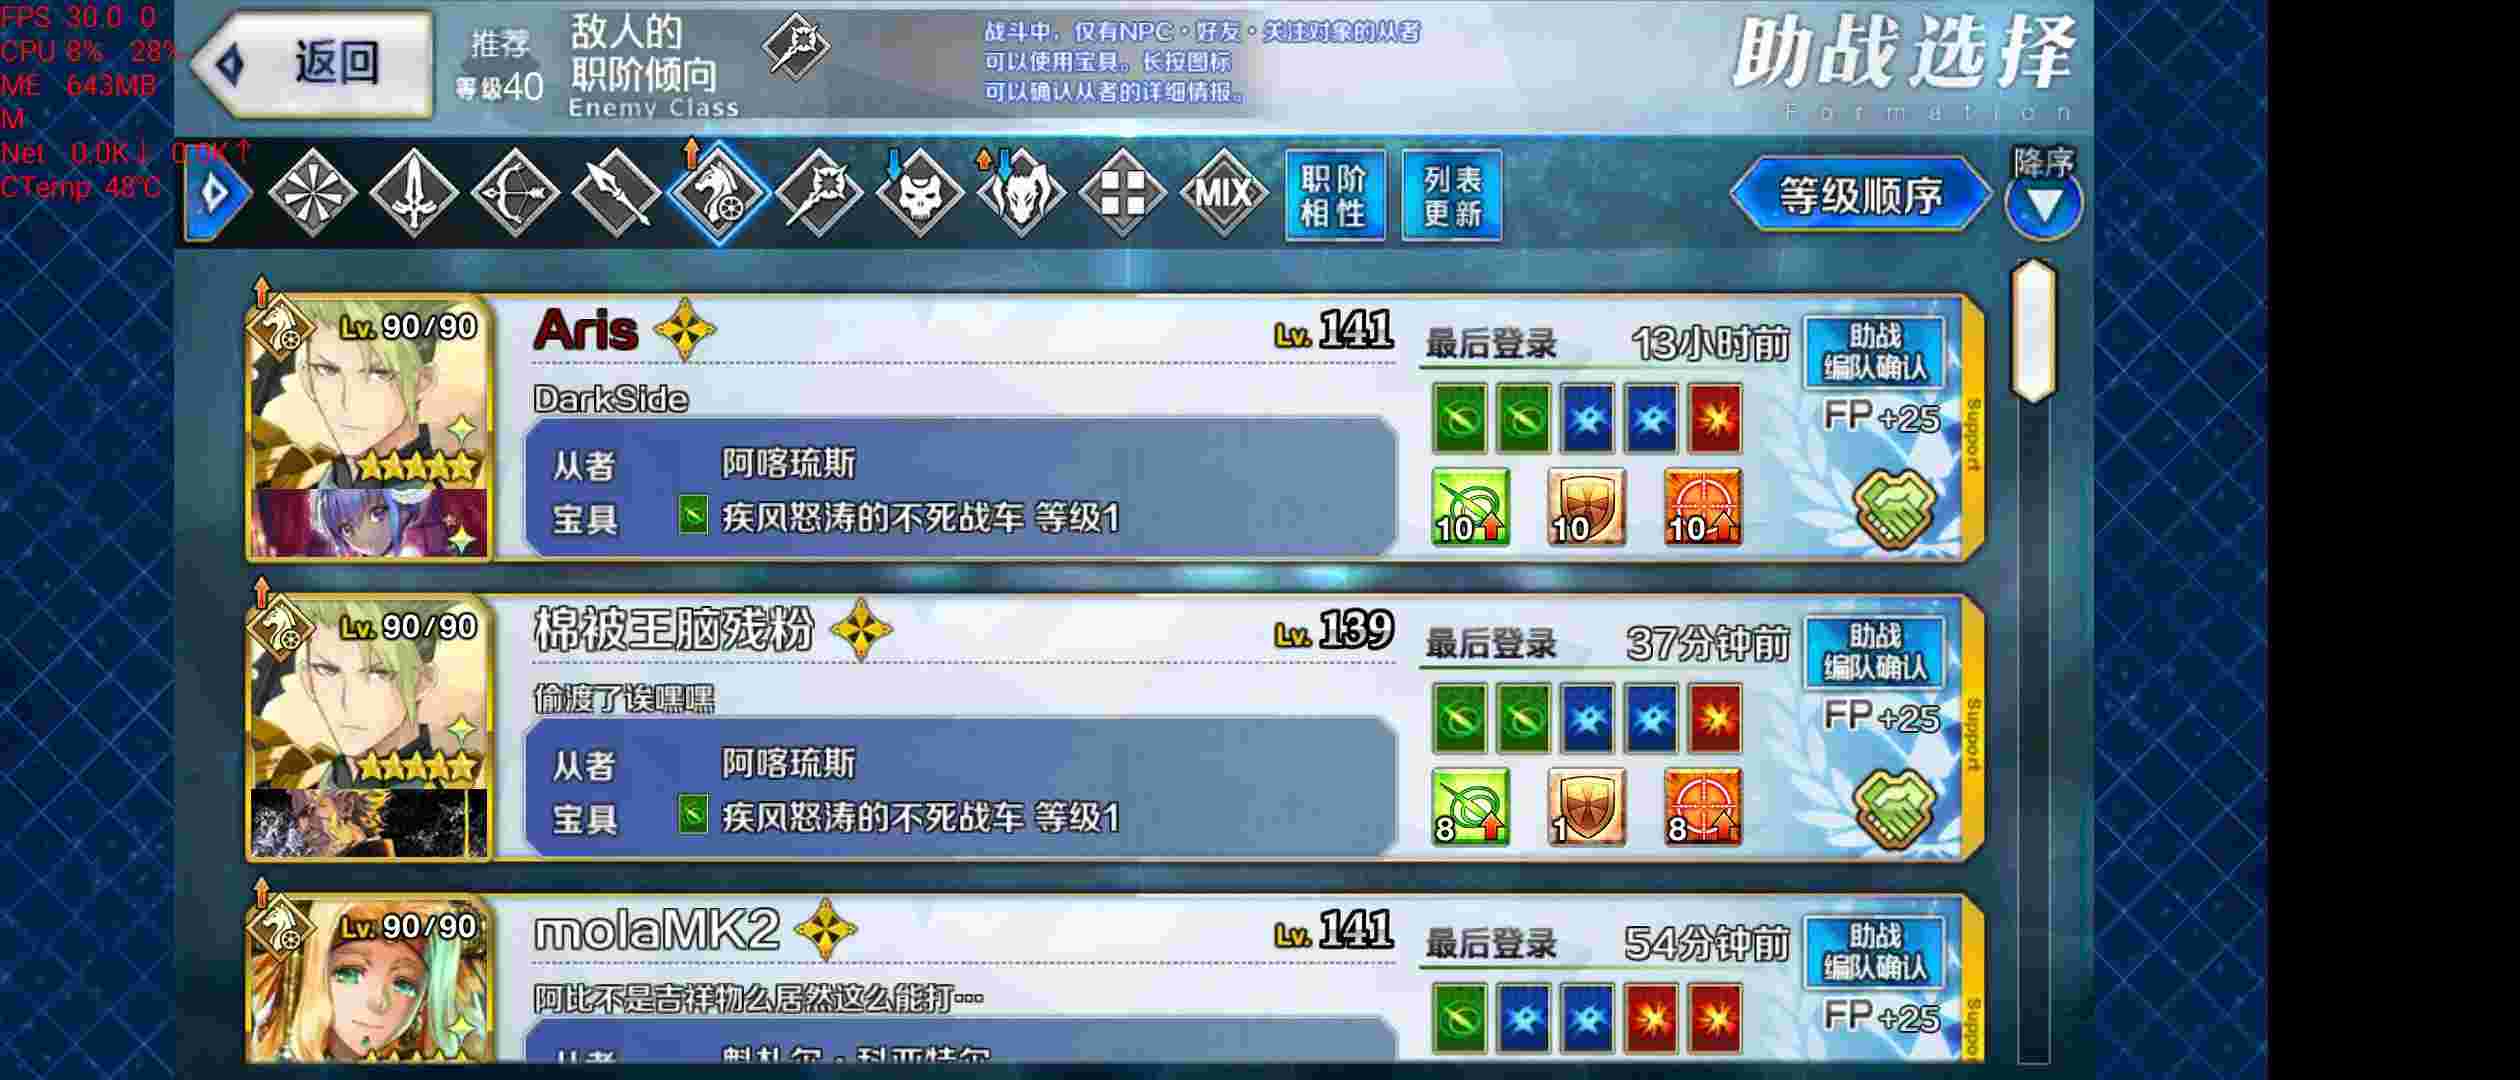 FPS 30.0 0
CPU 8% 28%
ME 643MB
M
Net 0.0K↓ 0.0K↑
CTemp 48°C
返回
推荐
等级40
敌人的
职阶倾向
Enemy Class
战斗中，仅有NPC・好友・关注对象的从者
可以使用宝具。长按图标
可以确认从者的详细情报。
助战选择
Formation
MIX
职阶
相性
列表
更新
等级顺序
降序
Lv. 90/90
Aris
Lv. 141
最后登录 13小时前
助战
编队确认
DarkSide
FP +25
Support
从者 阿喀琉斯
宝具 疾风怒涛的不死战车 等级1
10 10 10
Lv. 90/90
棉被王脑残粉
Lv. 139
最后登录 37分钟前
助战
编队确认
偷渡了诶嘿嘿
FP +25
Support
从者 阿喀琉斯
宝具 疾风怒涛的不死战车 等级1
8 1 8
Lv. 90/90
molaMK2
Lv. 141
最后登录 54分钟前
助战
编队确认
阿比不是吉祥物么居然这么能打…
FP +25
Suppo
从者 魁札尔・科亚特尔